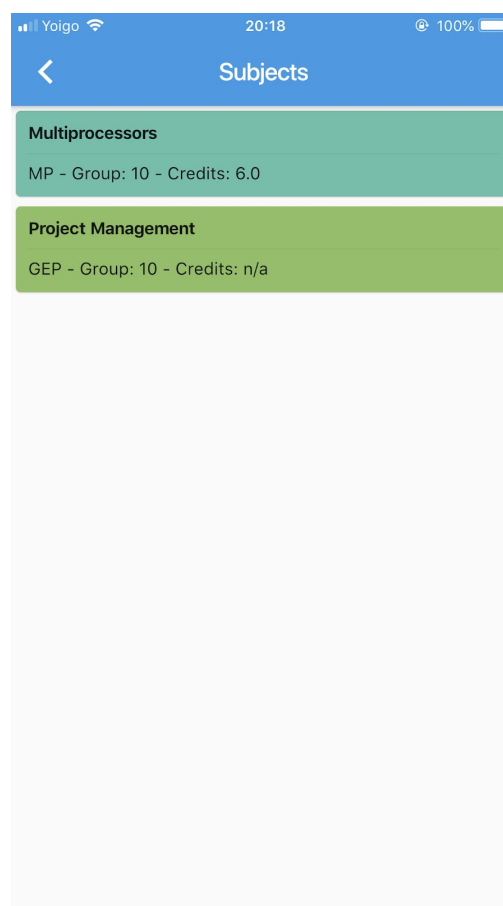 Yoigo 20:18 100%
Subjects
Multiprocessors
MP - Group: 10 - Credits: 6.0
Project Management
GEP - Group: 10 - Credits: n/a